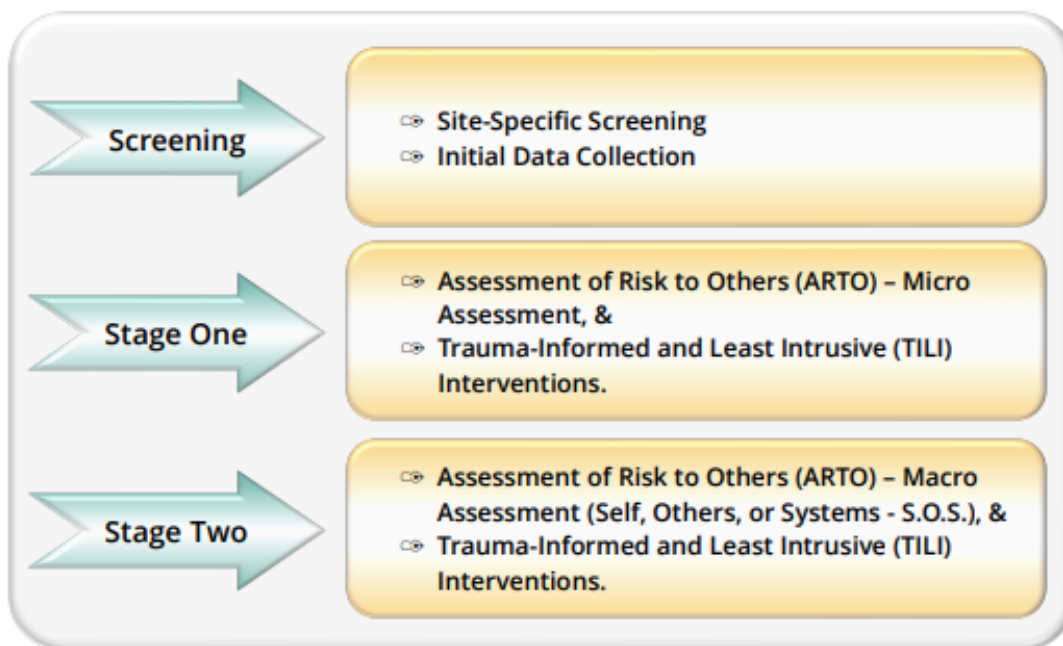 Screening
Site-Specific Screening
Initial Data Collection
Stage One
Assessment of Risk to Others (ARTO) – Micro
Assessment, &
Trauma-Informed and Least Intrusive (TILI)
Interventions.
Stage Two
Assessment of Risk to Others (ARTO) – Macro
Assessment (Self, Others, or Systems - S.O.S.), &
Trauma-Informed and Least Intrusive (TILI)
Interventions.